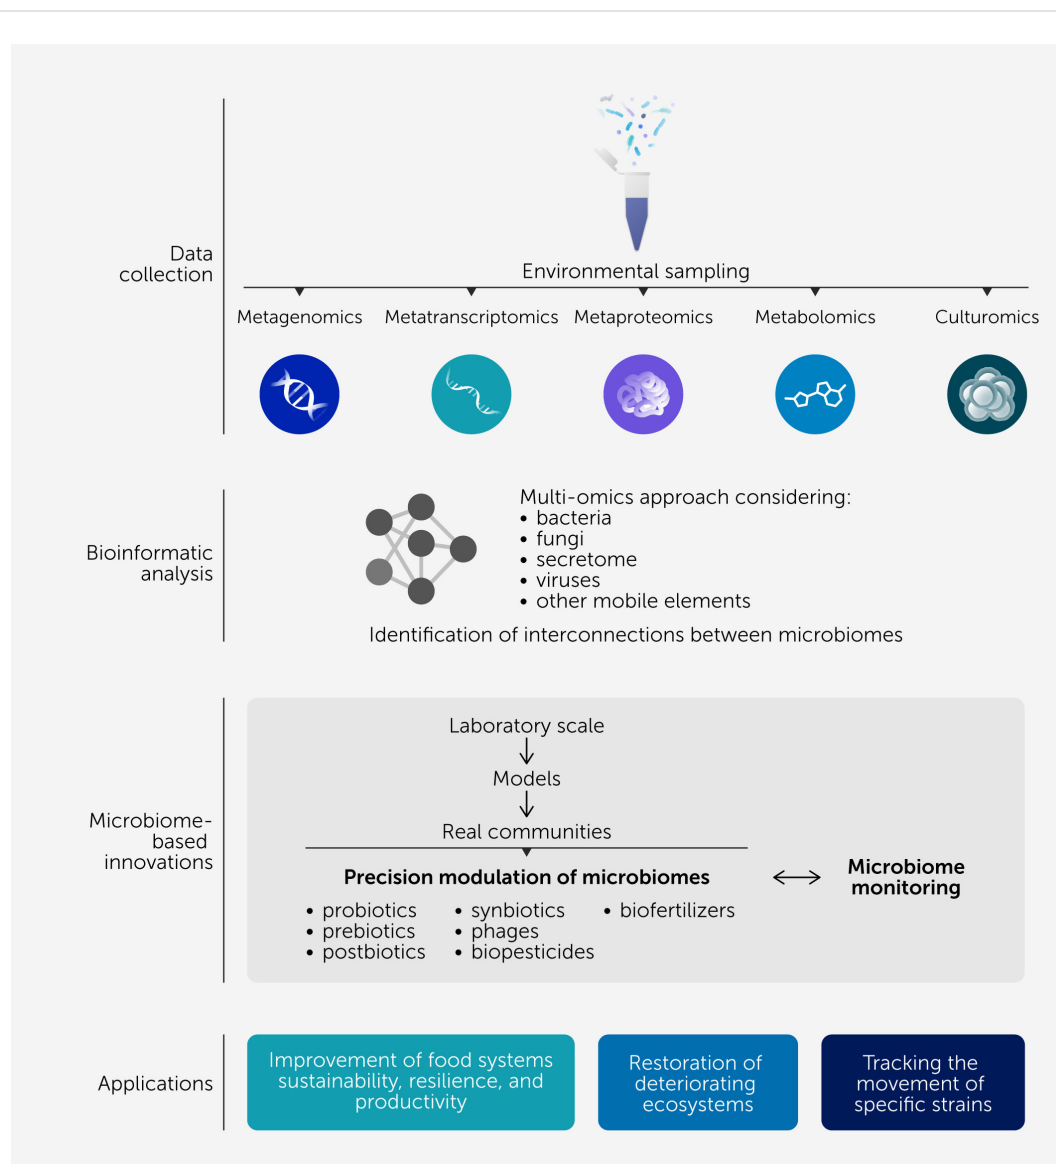 Data
collection
Environmental sampling
Metagenomics
Metatranscriptomics
Metaproteomics
Metabolomics
Culturomics
Bioinformatic
analysis
Multi-omics approach considering:
• bacteria
• fungi
• secretome
• viruses
• other mobile elements
Identification of interconnections between microbiomes
Microbiome-
based
innovations
Laboratory scale
Models
Real communities
Precision modulation of microbiomes
• probiotics
• prebiotics
• postbiotics
• synbiotics
• phages
• biopesticides
• biofertilizers
Microbiome
monitoring
Applications
Improvement of food systems
sustainability, resilience, and
productivity
Restoration of
deteriorating
ecosystems
Tracking the
movement of
specific strains